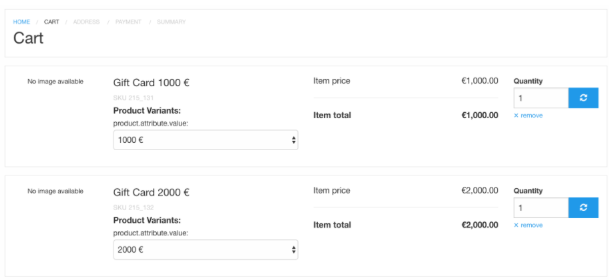 HOME / CART / ADDRESS / PAYMENT / SUMMARY
Cart
No image available
Gift Card 1000 €
SKU 215_101
Product Variants:
product.attribute.value:
1000 €
Item price €1,000.00
Item total €1,000.00
Quantity
1
× remove
No image available
Gift Card 2000 €
Product Variants:
product.attribute.value:
2000 €
Item price €2,000.00
Item total €2,000.00
Quantity
1
× remove